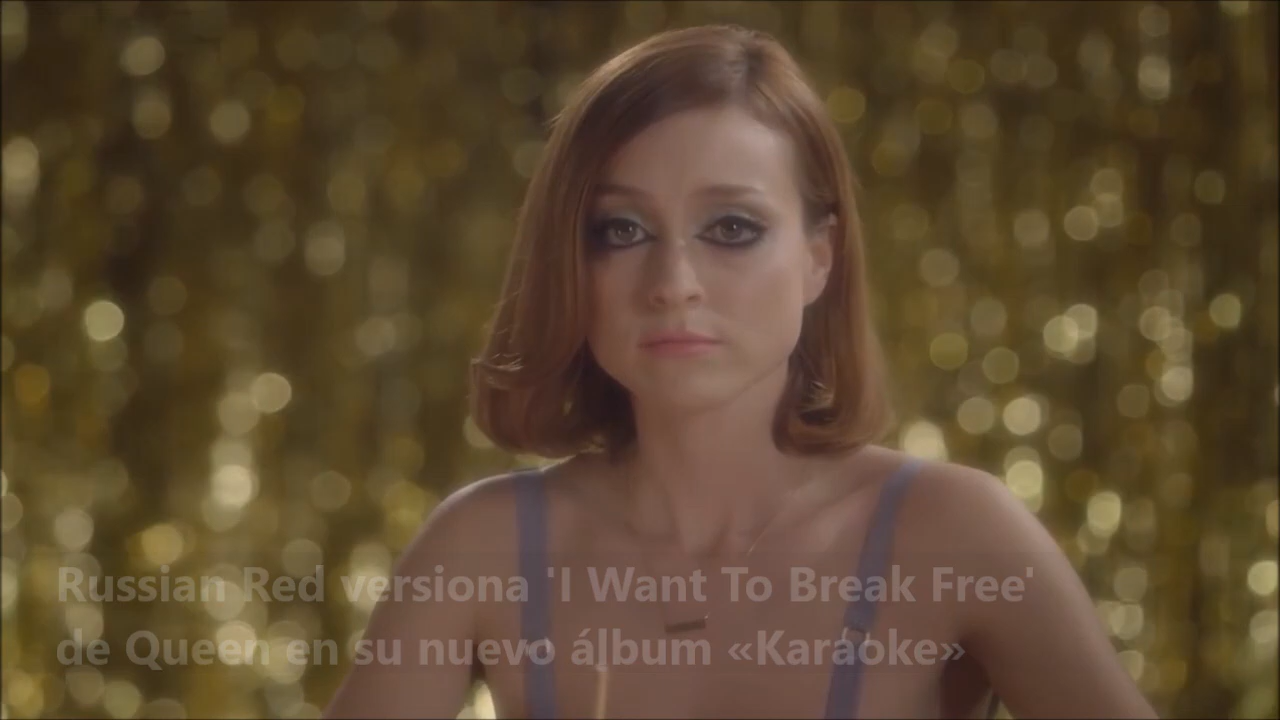 Russian Red versiona 'I Want To Break Free'
de Queen en su nuevo álbum «Karaoke»